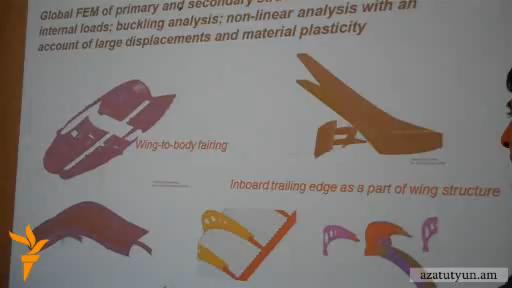 Global FEM of primary and secondary
internal loads; buckling analysis; non-linear analysis with an
account of large displacements and material plasticity
Wing-to-body fairing
Inboard trailing edge as a part of wing structure
azatutyun.am